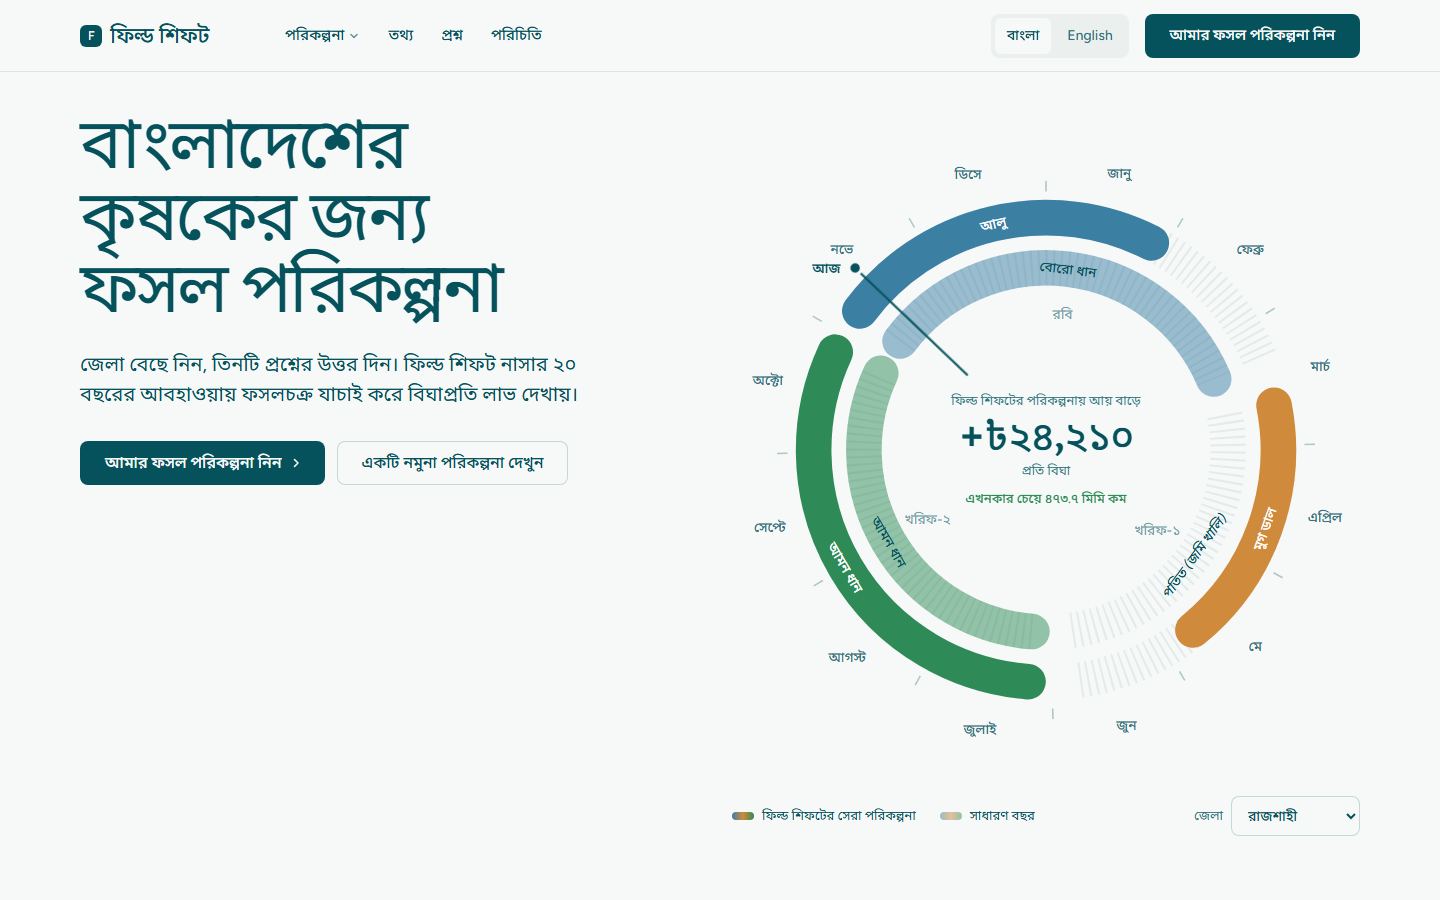 F ফিল্ড শিফট
পরিকল্পনা
তথ্য
প্রশ্ন
পরিচিতি
বাংলা
English
আমার ফসল পরিকল্পনা নিন
বাংলাদেশের
কৃষকের জন্য
ফসল পরিকল্পনা
জেলা বেছে নিন, তিনটি প্রশ্নের উত্তর দিন। ফিল্ড শিফট নাসার ২০
বছরের আবহাওয়ায় ফসলচক্র যাচাই করে বিঘাপ্রতি লাভ দেখায়।
আমার ফসল পরিকল্পনা নিন
একটি নমুনা পরিকল্পনা দেখুন
ডিসে
জানু
আলু
নভে
ফেব্রু
আজ
বোরো ধান
রবি
মার্চ
অক্টো
ফিল্ড শিফটের পরিকল্পনায় আয় বাড়ে
+৳২৪,২১০
প্রতি বিঘা
এখনকার চেয়ে ৪৭৩.৭ মিমি কম
খরিফ-২
খরিফ-১
এপ্রিল
সেপ্টে
মুগ ডাল
পতিত (জমি খালি)
আমন ধান
আমন ধান
মে
আগস্ট
জুলাই
জুন
ফিল্ড শিফটের সেরা পরিকল্পনা
সাধারণ বছর
জেলা
রাজশাহী